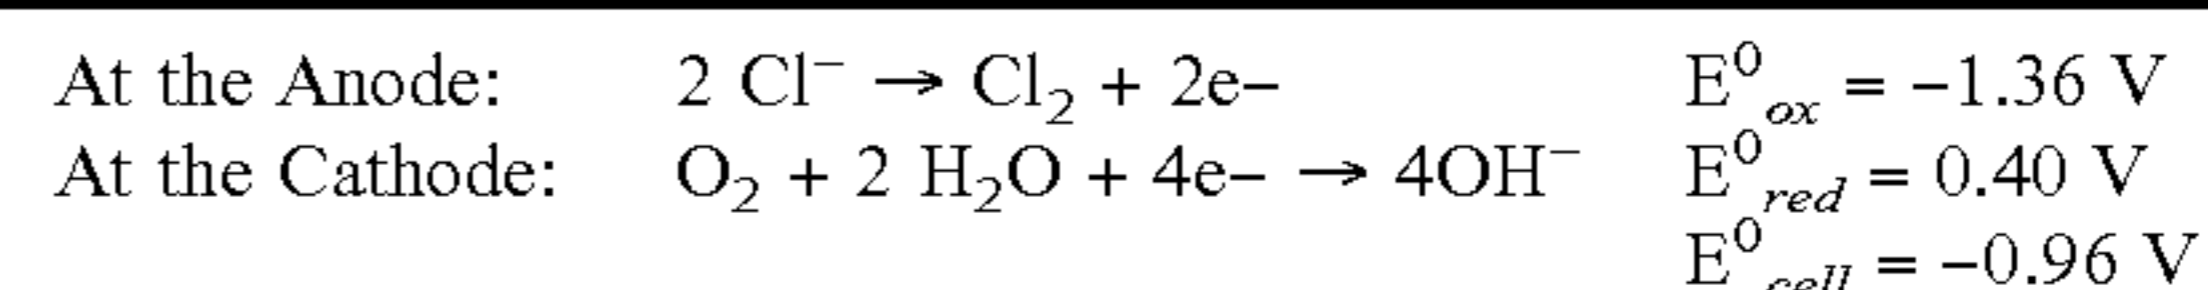 At the Anode: 2 Cl⁻ → Cl₂ + 2e– E⁰ₒₓ = –1.36 V
At the Cathode: O₂ + 2 H₂O + 4e– → 4OH⁻ E⁰red = 0.40 V
E⁰cell = –0.96 V